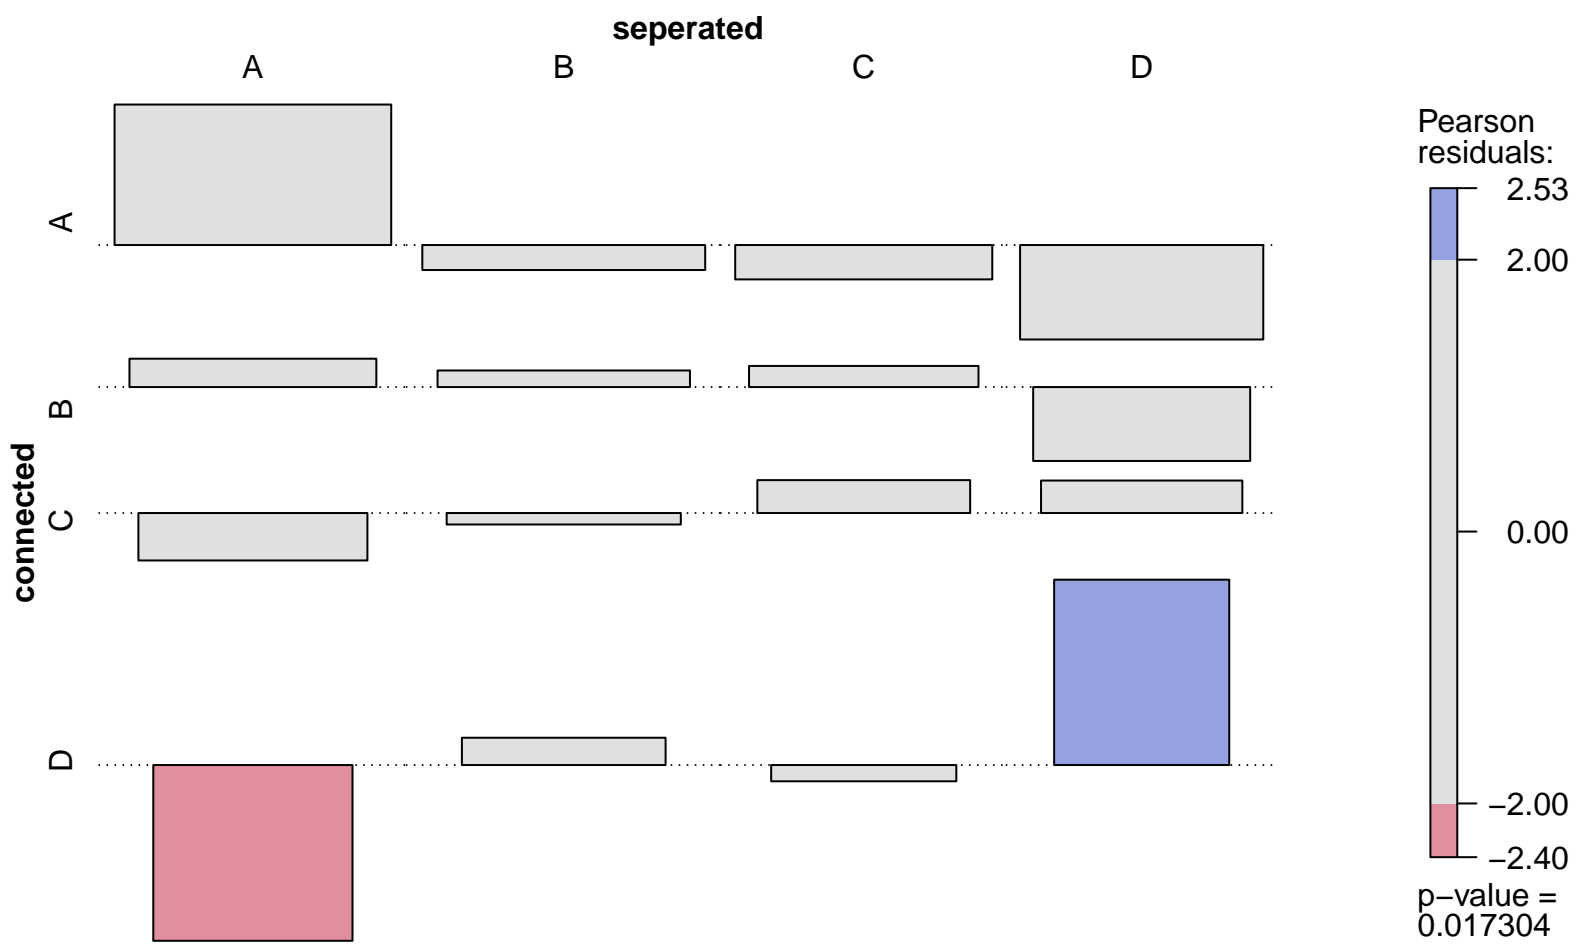 seperated
A B C D
A
B
C
D
connected
Pearson
residuals:
2.53
2.00
0.00
−2.00
−2.40
p−value =
0.017304